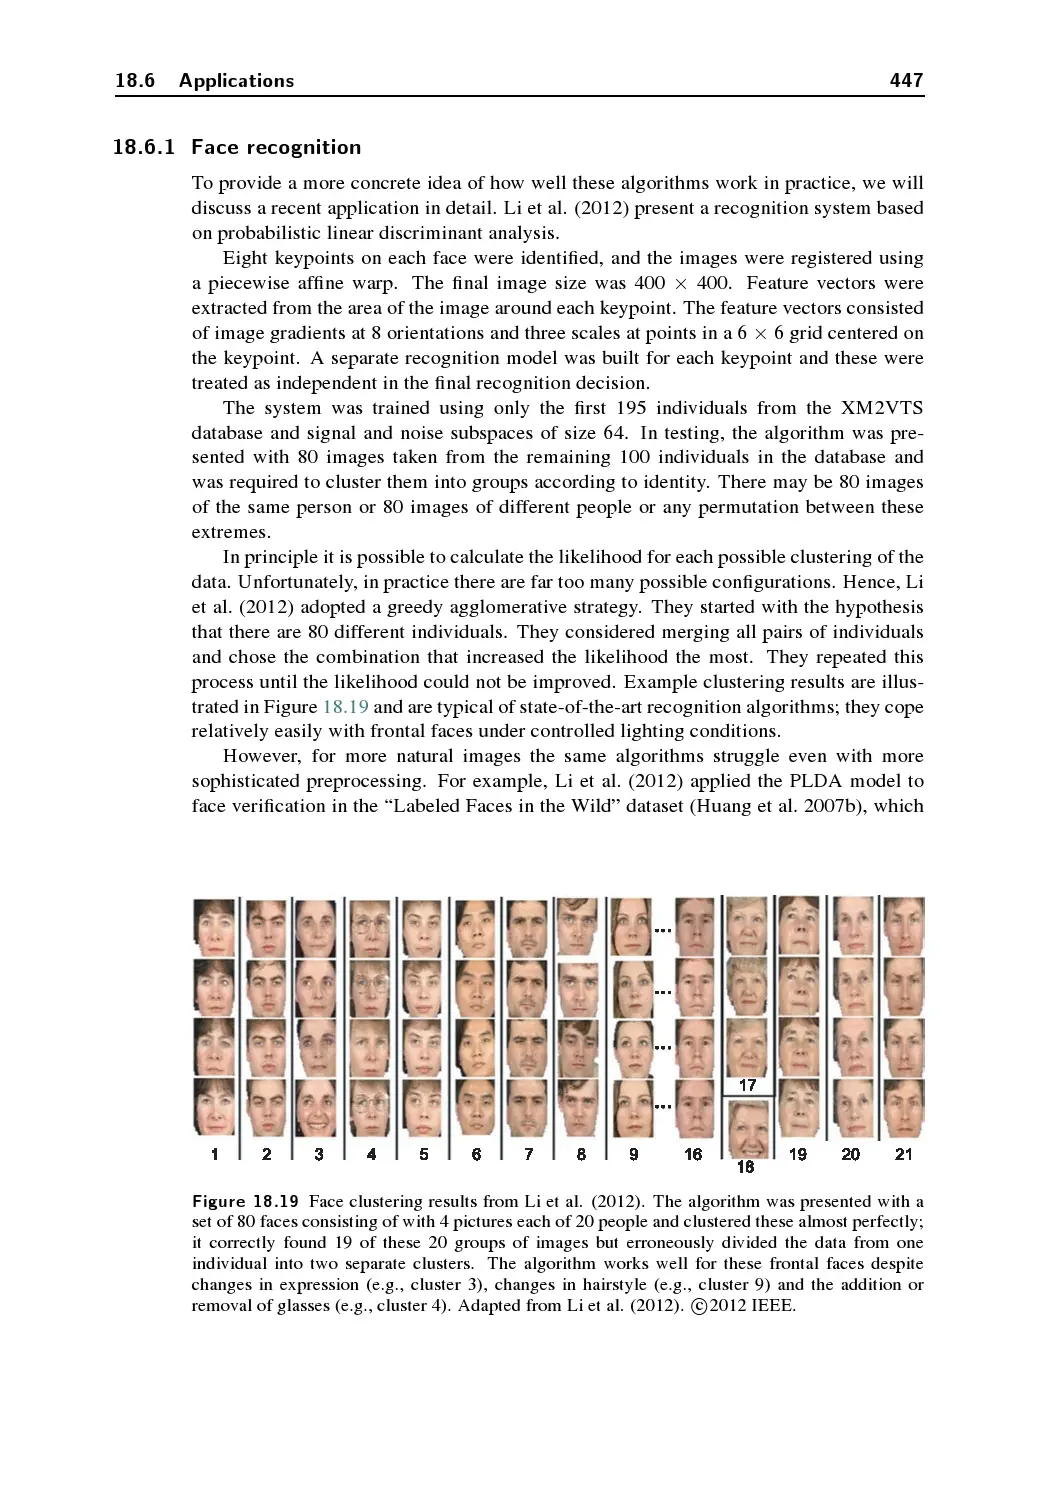 18.6 Applications 447
18.6.1 Face recognition
To provide a more concrete idea of how well these algorithms work in practice, we will
discuss a recent application in detail. Li et al. (2012) present a recognition system based
on probabilistic linear discriminant analysis.
Eight keypoints on each face were identified, and the images were registered using
a piecewise affine warp. The final image size was 400 × 400. Feature vectors were
extracted from the area of the image around each keypoint. The feature vectors consisted
of image gradients at 8 orientations and three scales at points in a 6 × 6 grid centered on
the keypoint. A separate recognition model was built for each keypoint and these were
treated as independent in the final recognition decision.
The system was trained using only the first 195 individuals from the XM2VTS
database and signal and noise subspaces of size 64. In testing, the algorithm was pre-
sented with 80 images taken from the remaining 100 individuals in the database and
was required to cluster them into groups according to identity. There may be 80 images
of the same person or 80 images of different people or any permutation between these
extremes.
In principle it is possible to calculate the likelihood for each possible clustering of the
data. Unfortunately, in practice there are far too many possible configurations. Hence, Li
et al. (2012) adopted a greedy agglomerative strategy. They started with the hypothesis
that there are 80 different individuals. They considered merging all pairs of individuals
and chose the combination that increased the likelihood the most. They repeated this
process until the likelihood could not be improved. Example clustering results are illus-
trated in Figure 18.19 and are typical of state-of-the-art recognition algorithms; they cope
relatively easily with frontal faces under controlled lighting conditions.
However, for more natural images the same algorithms struggle even with more
sophisticated preprocessing. For example, Li et al. (2012) applied the PLDA model to
face verification in the “Labeled Faces in the Wild” dataset (Huang et al. 2007b), which
...
...
...
17
...
1 2 3 4 5 6 7 8 9 16 18 19 20 21
Figure 18.19 Face clustering results from Li et al. (2012). The algorithm was presented with a
set of 80 faces consisting of with 4 pictures each of 20 people and clustered these almost perfectly;
it correctly found 19 of these 20 groups of images but erroneously divided the data from one
individual into two separate clusters. The algorithm works well for these frontal faces despite
changes in expression (e.g., cluster 3), changes in hairstyle (e.g., cluster 9) and the addition or
removal of glasses (e.g., cluster 4). Adapted from Li et al. (2012). ©2012 IEEE.